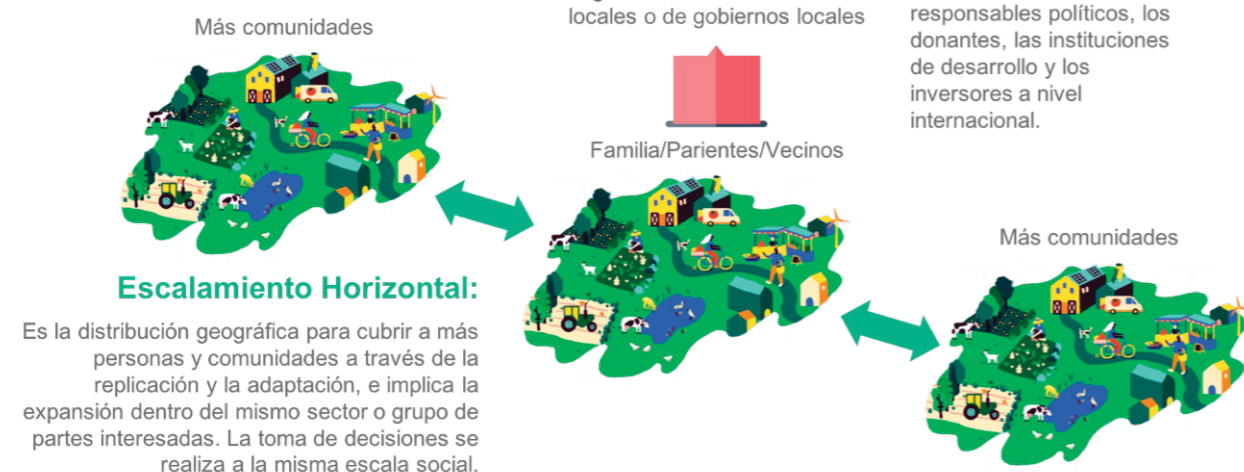 Más comunidades
locales o de gobiernos locales
responsables políticos, los
donantes, las instituciones
de desarrollo y los
inversores a nivel
internacional.
Familia/Parientes/Vecinos
Más comunidades
Escalamiento Horizontal:
Es la distribución geográfica para cubrir a más
personas y comunidades a través de la
replicación y la adaptación, e implica la
expansión dentro del mismo sector o grupo de
partes interesadas. La toma de decisiones se
realiza a la misma escala social.